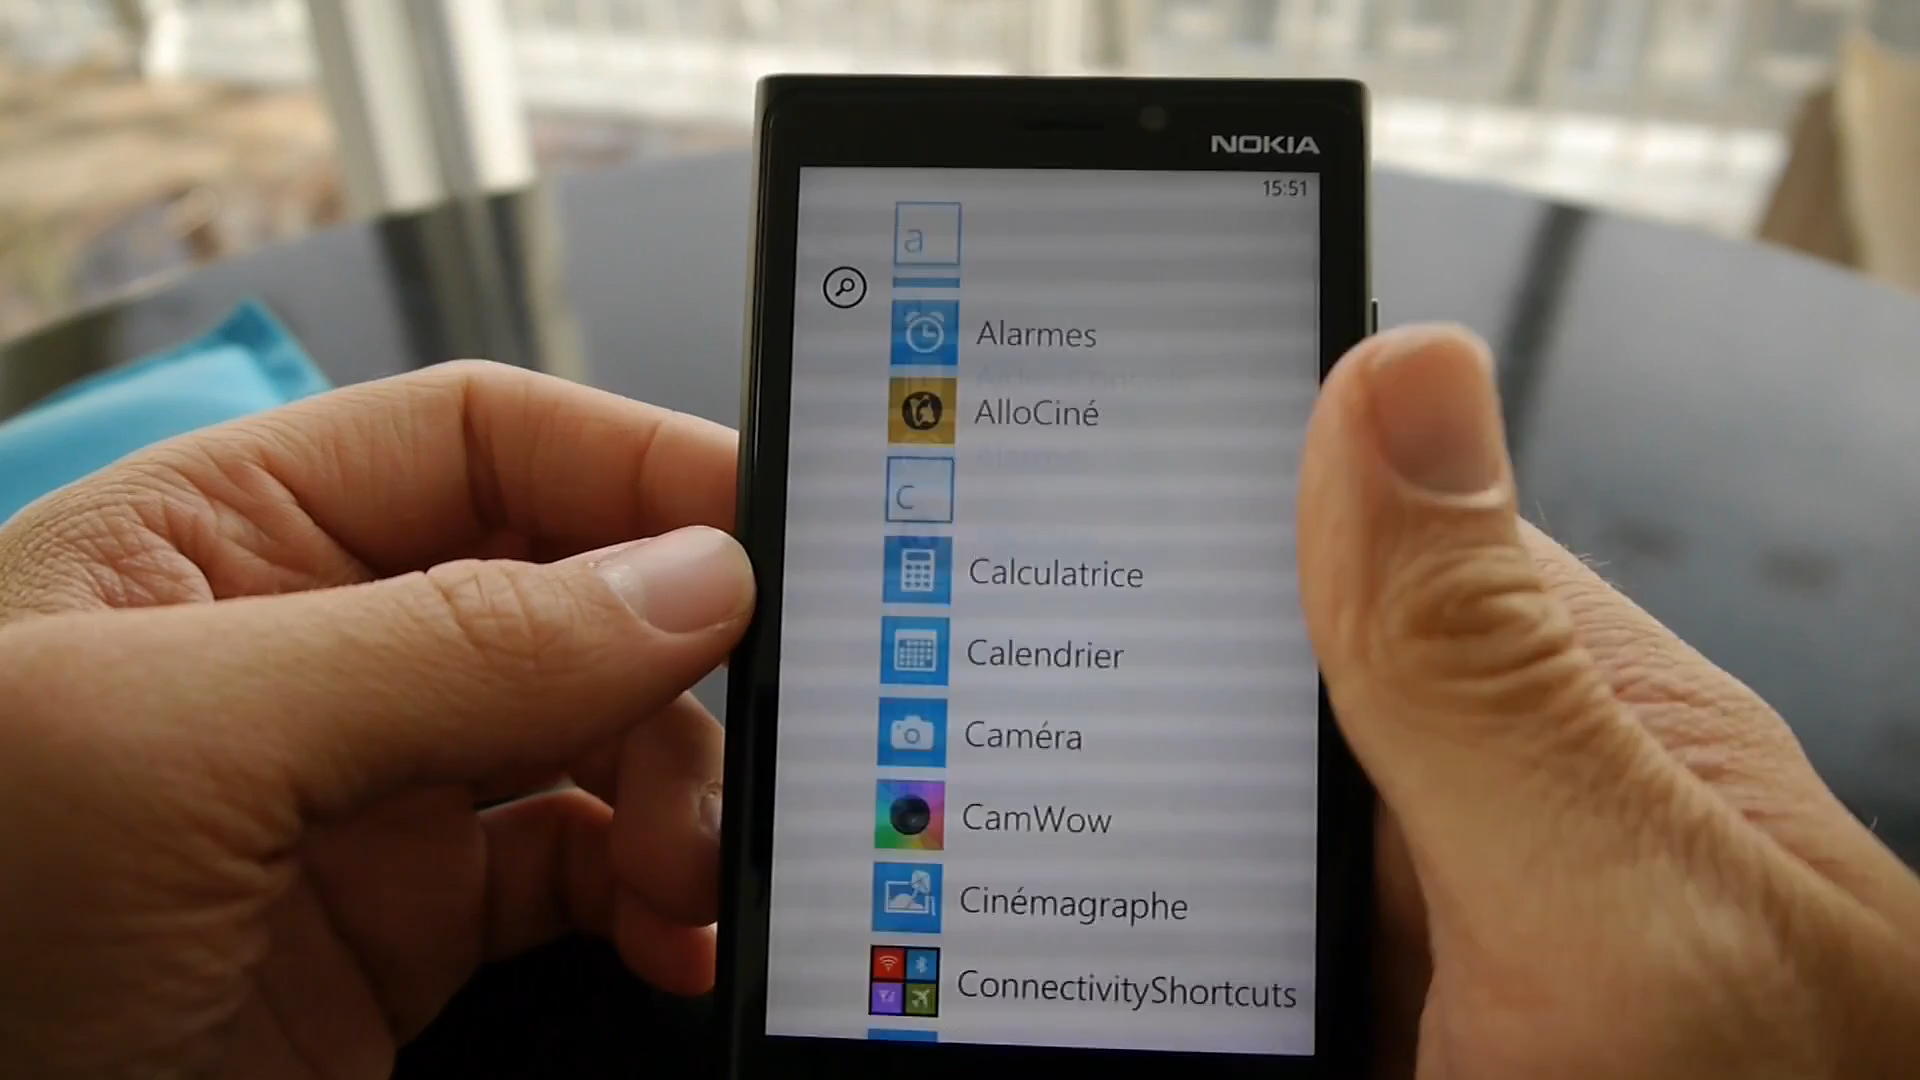 NOKIA
15:51
a
Alarmes
AlloCiné
c
Calculatrice
Calendrier
Caméra
CamWow
Cinémagraphe
ConnectivityShortcuts